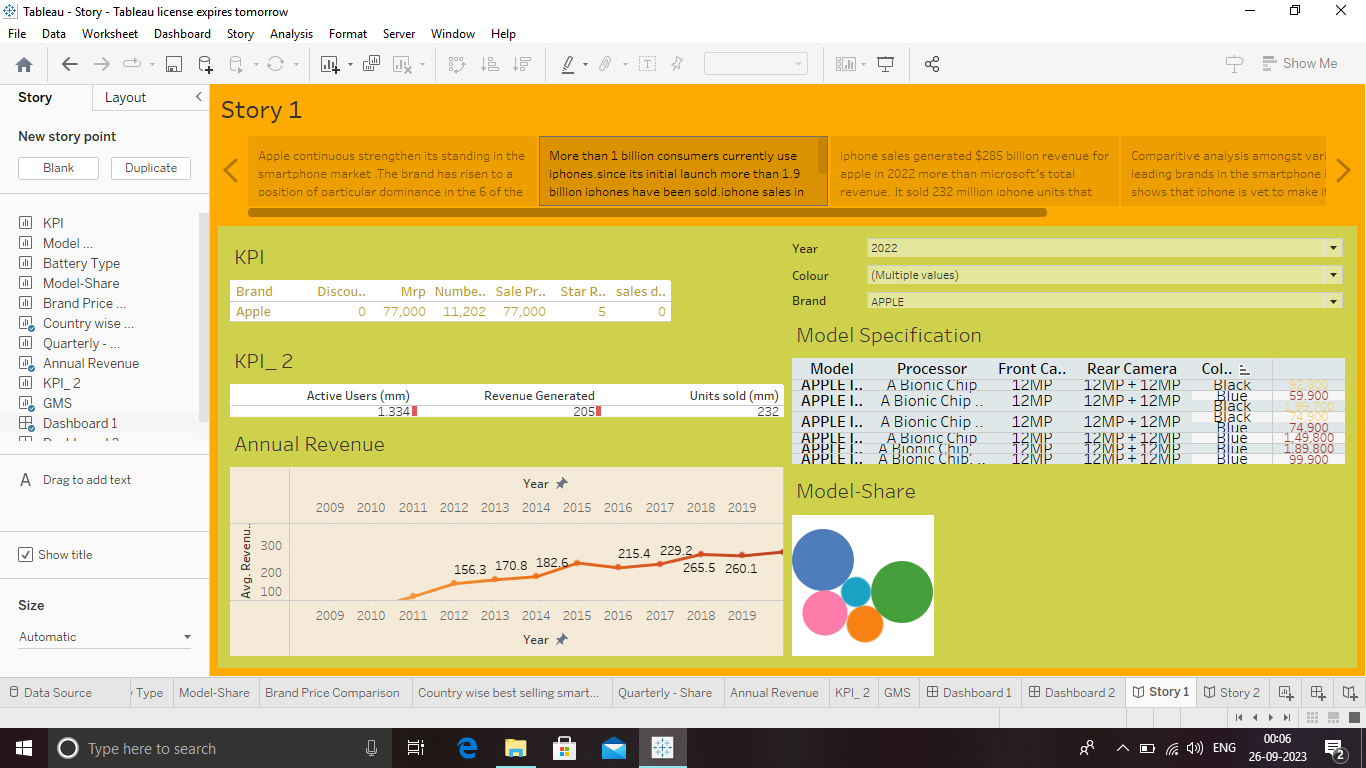 Tableau - Story - Tableau license expires tomorrow
File Data Worksheet Dashboard Story Analysis Format Server Window Help
Show Me
Story Layout
New story point
Blank Duplicate
KPI
Model ...
Battery Type
Model-Share
Brand Price ...
Country wise ...
Quarterly - ...
Annual Revenue
KPI_ 2
GMS
Dashboard 1
A Drag to add text
Show title
Size
Automatic
Story 1
Apple continuous strengthen its standing in the
smartphone market .The brand has risen to a
position of particular dominance in the 6 of the
More than 1 billion consumers currently use
iphones.since its initial launch more than 1.9
billion iphones have been sold.iphone sales in
iphone sales generated $285 billion revenue for
apple in 2022 more than microsoft's total
revenue. It sold 232 million iphone units that
Comparitive analysis amongst vari
leading brands in the smartphone i
shows that iphone is yet to make it
KPI
Brand Discou.. Mrp Numbe.. Sale Pr.. Star R.. sales d..
Apple 0 77,000 11,202 77,000 5 0
KPI_ 2
Active Users (mm) Revenue Generated Units sold (mm)
1.334 205 232
Annual Revenue
Year
2009 2010 2011 2012 2013 2014 2015 2016 2017 2018 2019
Avg. Revenu..
300
200
100
156.3 170.8 182.6 215.4 229.2 265.5 260.1
2009 2010 2011 2012 2013 2014 2015 2016 2017 2018 2019
Year
Year 2022
Colour (Multiple values)
Brand APPLE
Model Specification
Model Processor Front Ca.. Rear Camera Col..
APPLE I.. A Bionic Chip 12MP 12MP + 12MP Black 92,800
APPLE I.. A Bionic Chip .. 12MP 12MP + 12MP Blue 59,900
Black
APPLE I.. A Bionic Chip .. 12MP 12MP + 12MP Black 74,900
Blue 74,900
APPLE I.. A Bionic Chip 12MP 12MP + 12MP Blue 1,49,800
APPLE I.. A Bionic Chip. .. 12MP 12MP + 12MP Blue 1,89,800
APPLE I.. A Bionic Chip. .. 12MP 12MP + 12MP Blue 99,900
Model-Share
Data Source Type Model-Share Brand Price Comparison Country wise best selling smart... Quarterly - Share Annual Revenue KPI_ 2 GMS Dashboard 1 Dashboard 2 Story 1 Story 2
Type here to search
ENG
00:06
26-09-2023
2